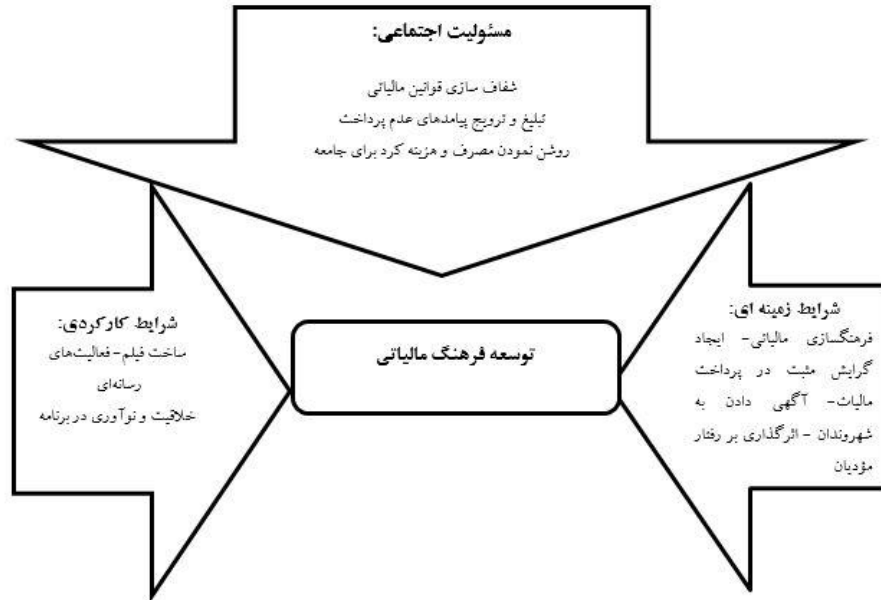 مسئولیت اجتماعی:
شفاف سازی قوانین مالیاتی
تبلیغ و ترویج پیامدهای عدم پرداخت
روشن نمودن مصرف و هزینه کرد برای جامعه
شرایط زمینه ای:
فرهنگسازی مالیاتی- ایجاد
گرایش مثبت در پرداخت
مالیات- آگهی دادن به
شهروندان - اثرگذاری بر رفتار
مؤدیان
توسعه فرهنگ مالیاتی
شرایط کارکردی:
ساخت فیلم- فعالیت‌های
رسانه‌ای
خلاقیت و نوآوری در برنامه